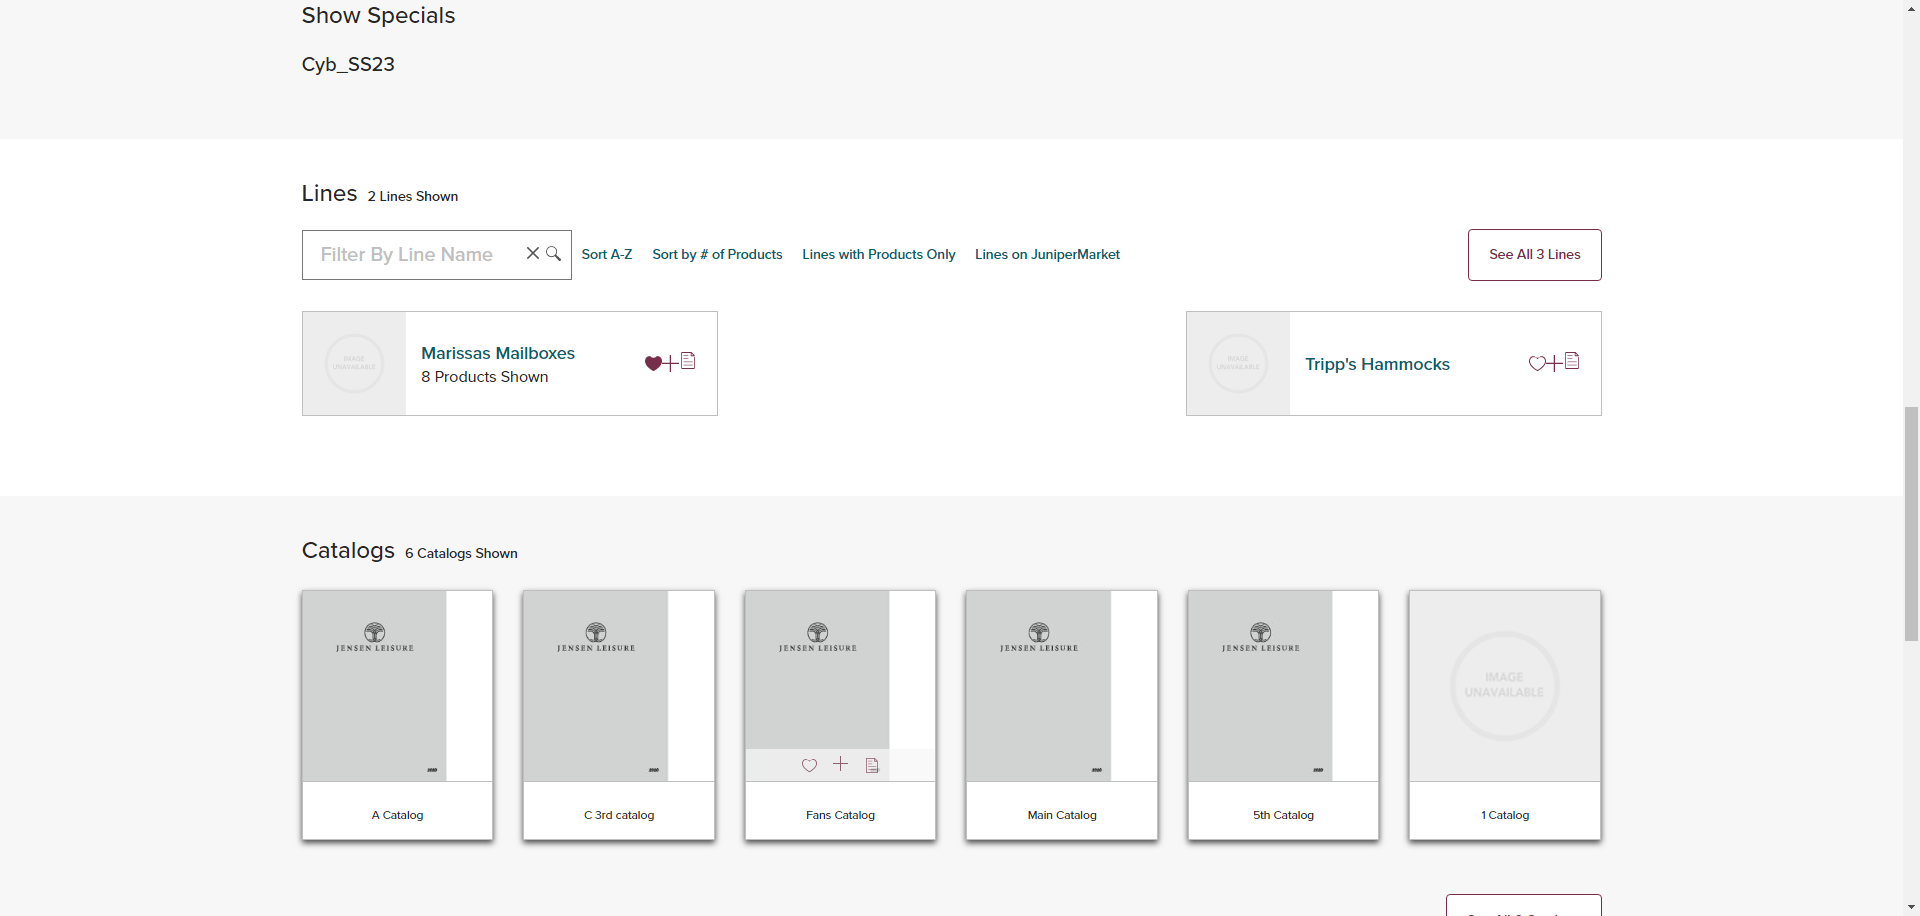 Show Specials
Cyb_SS23
Lines 2 Lines Shown
Filter By Line Name
Sort A-Z Sort by # of Products Lines with Products Only Lines on JuniperMarket
See All 3 Lines
IMAGE
UNAVAILABLE
Marissas Mailboxes
8 Products Shown
IMAGE
UNAVAILABLE
Tripp's Hammocks
Catalogs 6 Catalogs Shown
JENSEN LEISURE
JENSEN LEISURE
JENSEN LEISURE
JENSEN LEISURE
JENSEN LEISURE
IMAGE
UNAVAILABLE
A Catalog
C 3rd catalog
Fans Catalog
Main Catalog
5th Catalog
1 Catalog